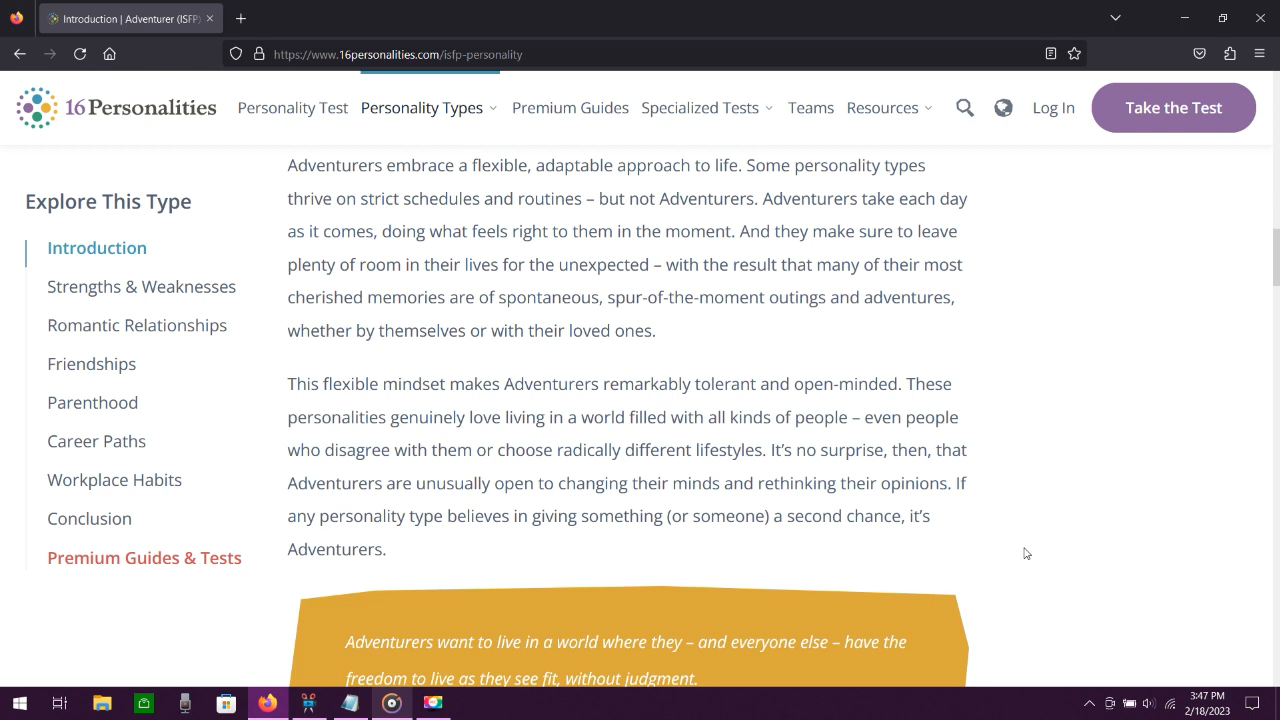 Introduction | Adventurer (ISFP)
https://www.16personalities.com/isfp-personality
16Personalities
Personality Test
Personality Types
Premium Guides
Specialized Tests
Teams
Resources
Log In
Take the Test
Explore This Type
Introduction
Strengths & Weaknesses
Romantic Relationships
Friendships
Parenthood
Career Paths
Workplace Habits
Conclusion
Premium Guides & Tests
Adventurers embrace a flexible, adaptable approach to life. Some personality types
thrive on strict schedules and routines – but not Adventurers. Adventurers take each day
as it comes, doing what feels right to them in the moment. And they make sure to leave
plenty of room in their lives for the unexpected – with the result that many of their most
cherished memories are of spontaneous, spur-of-the-moment outings and adventures,
whether by themselves or with their loved ones.
This flexible mindset makes Adventurers remarkably tolerant and open-minded. These
personalities genuinely love living in a world filled with all kinds of people – even people
who disagree with them or choose radically different lifestyles. It's no surprise, then, that
Adventurers are unusually open to changing their minds and rethinking their opinions. If
any personality type believes in giving something (or someone) a second chance, it's
Adventurers.
Adventurers want to live in a world where they – and everyone else – have the
freedom to live as they see fit, without judgment.
3:47 PM
2/18/2023